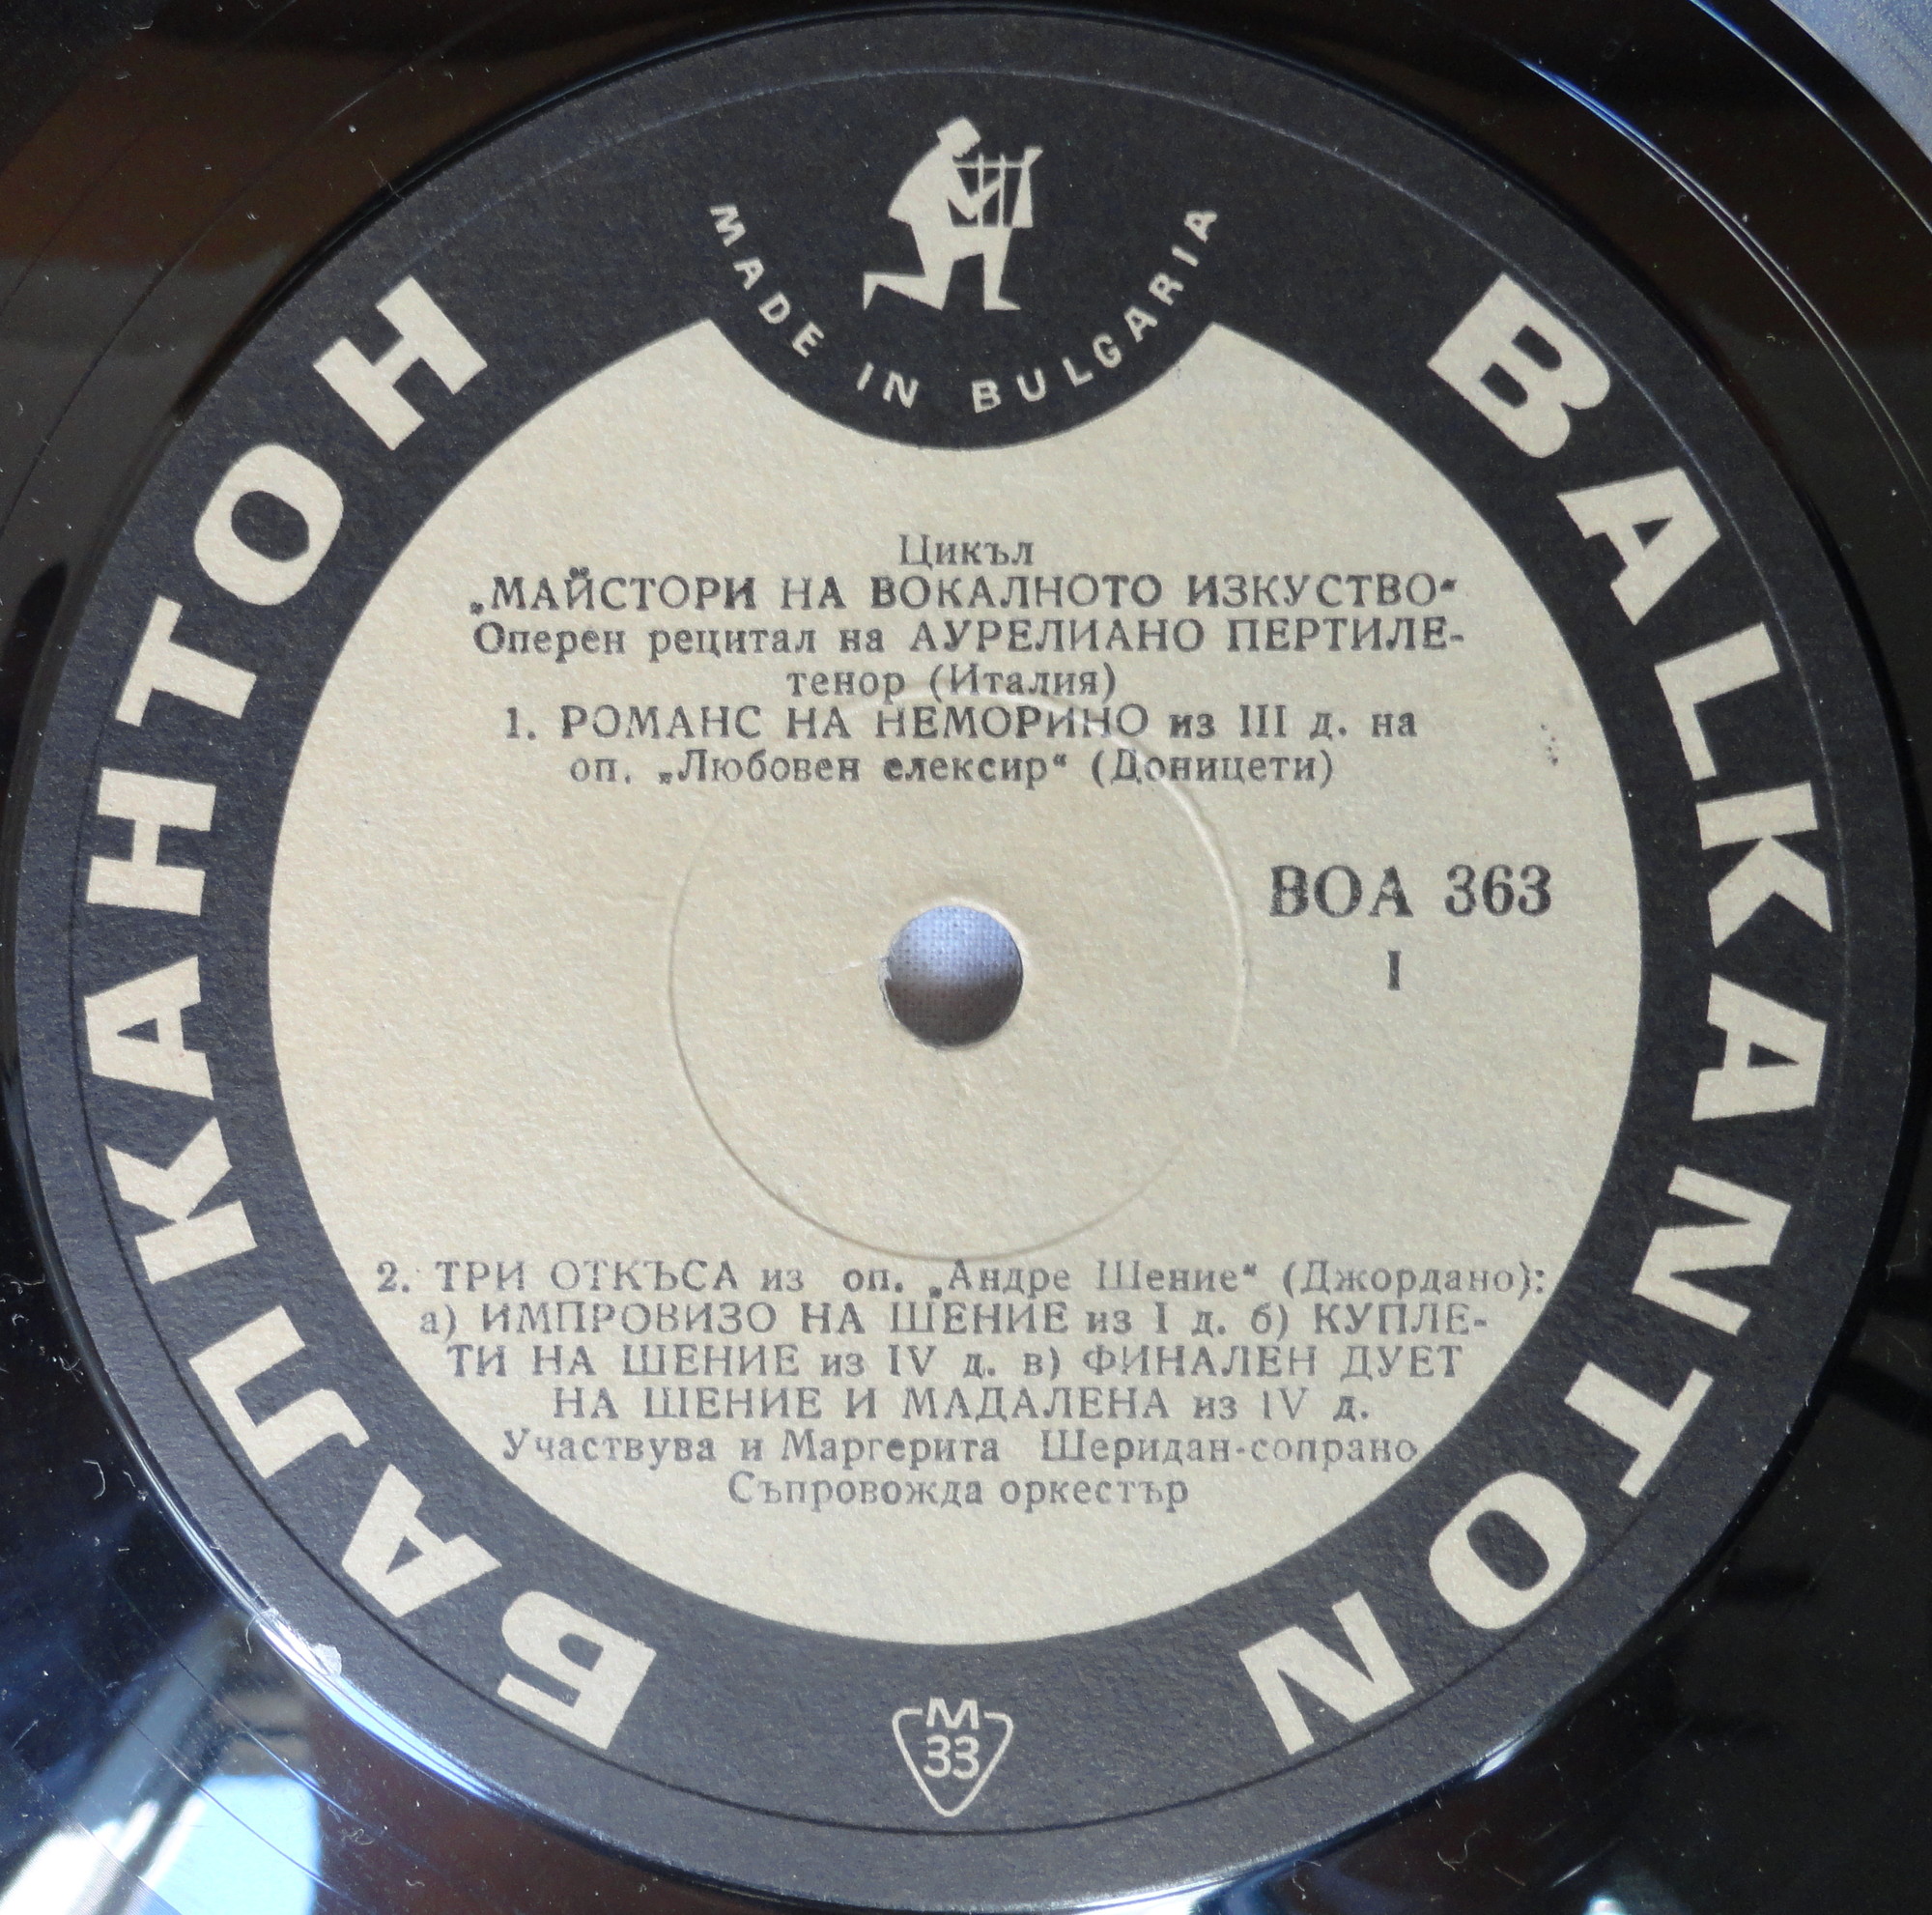 MADE IN BULGARIA
БАЛКАНТОН
BALKANTON
Цикъл
„МАЙСТОРИ НА ВОКАЛНОТО ИЗКУСТВО“
Оперен рецитал на АУРЕЛИАНО ПЕРТИЛЕ-
тенор (Италия)
1. РОМАНС НА НЕМОРИНО из III д. на
оп. „Любовен елексир“ (Доницети)
ВОА 363
I
2. ТРИ ОТКЪСА из оп. „Андре Шение“ (Джордано):
а) ИМПРОВИЗО НА ШЕНИЕ из I д. б) КУПЛЕ-
ТИ НА ШЕНИЕ из IV д. в) ФИНАЛЕН ДУЕТ
НА ШЕНИЕ И МАДАЛЕНА из IV д.
Участвува и Маргерита Шеридан-сопрано
Съпровожда оркестър
M
33